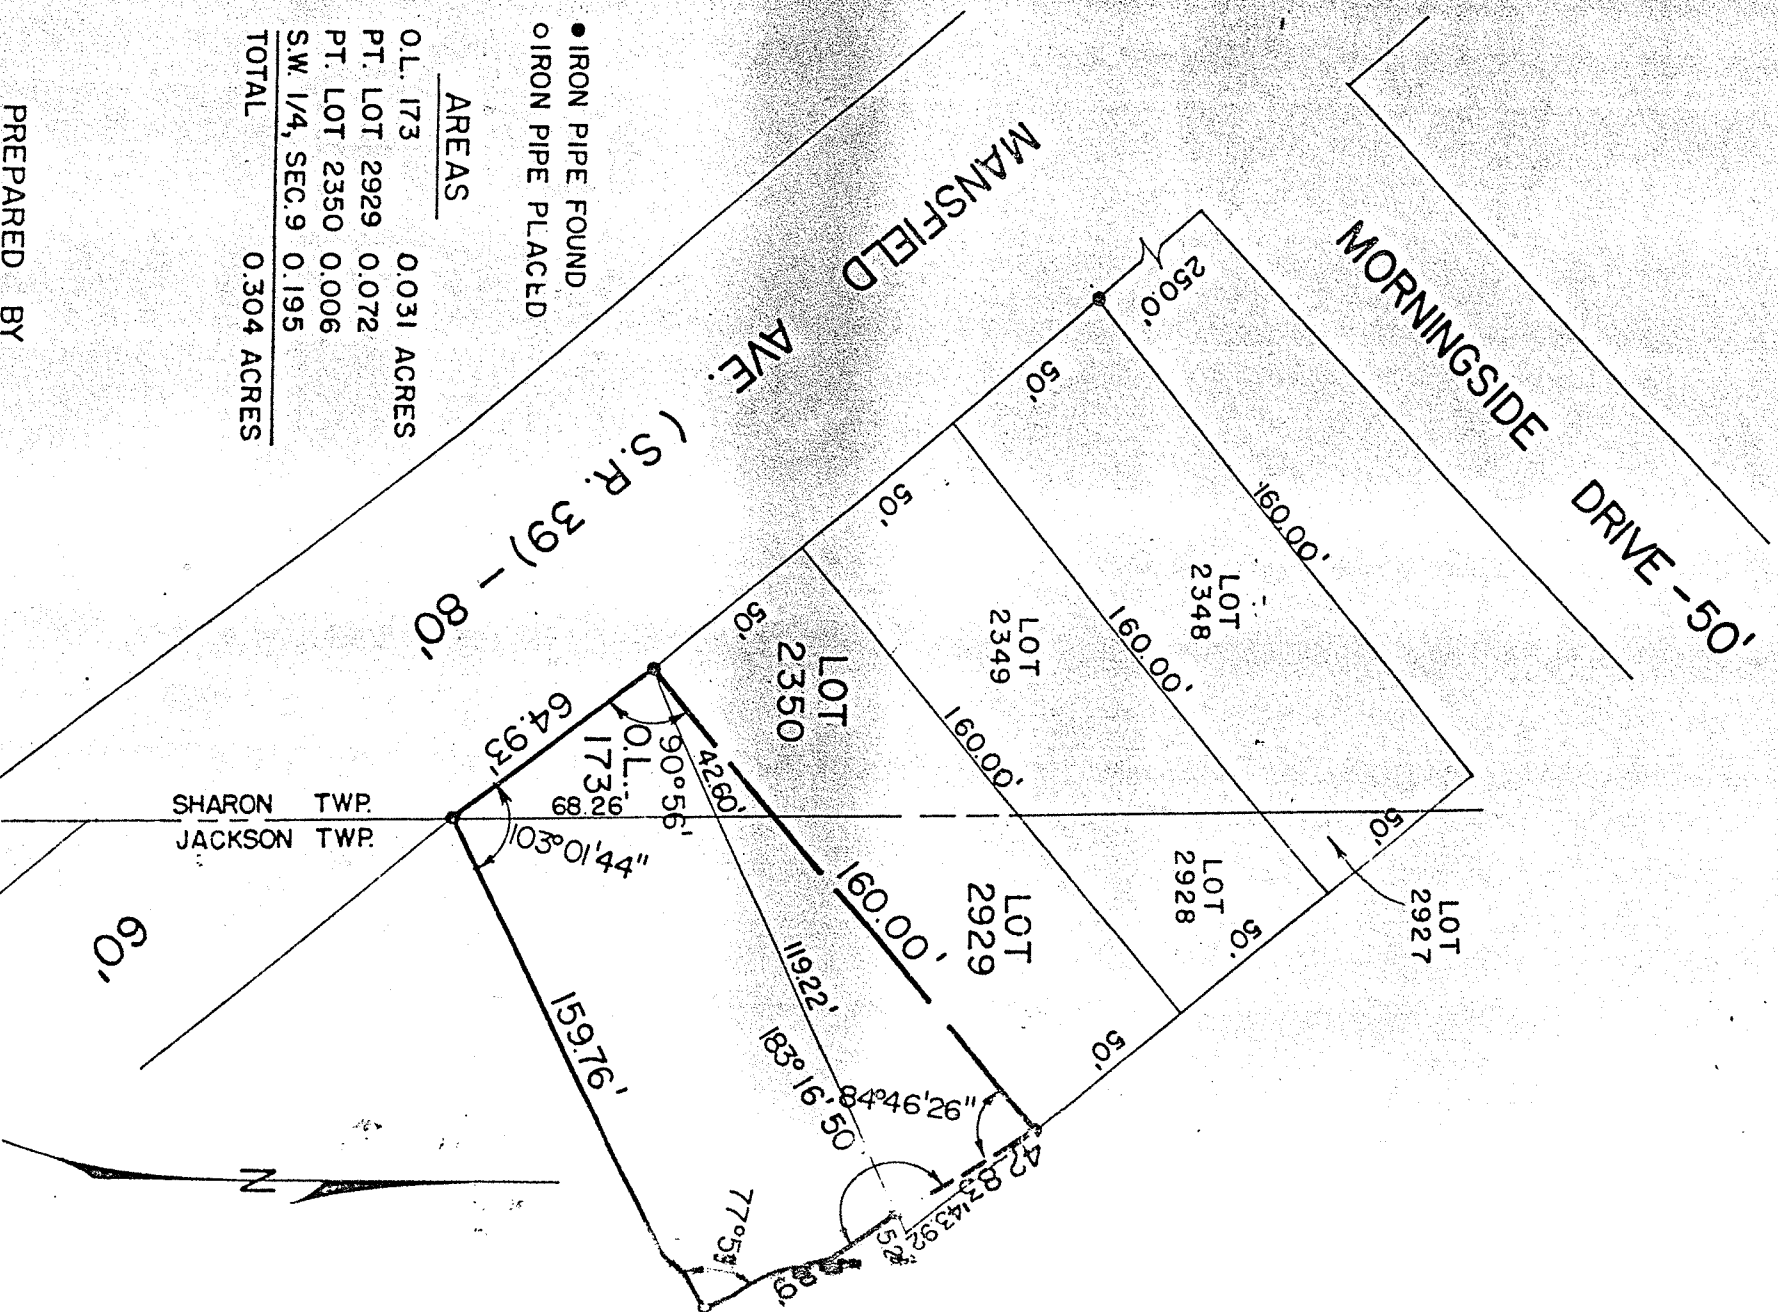 ● IRON PIPE FOUND
○ IRON PIPE PLACED
AREAS
O.L. 173 0.031 ACRES
PT. LOT 2929 0.072
PT. LOT 2350 0.006
S.W. 1/4, SEC. 9 0.195
TOTAL 0.304 ACRES
PREPARED BY
MANSFIELD AVE.
(S.R. 39) - 80'
MORNINGSIDE DRIVE - 50'
250.0'
50'
50'
50'
160.00'
160.00'
160.00'
160.00'
LOT
2348
LOT
2349
LOT
2350
LOT
2927
LOT
2928
LOT
2929
50'
50'
50'
64.93'
O.L.
173
90°56'
42.60'
68.26'
103°01'44"
SHARON TWP.
JACKSON TWP.
60'
159.76'
119.22'
183°16'50
84°46'26"
42.83'
43.92'
77°
N